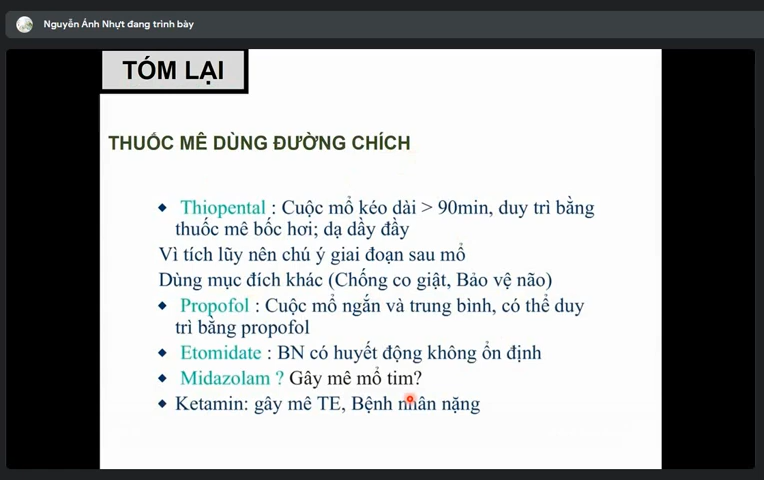 Nguyễn Ánh Nhựt đang trình bày
TÓM LẠI
THUỐC MÊ DÙNG ĐƯỜNG CHÍCH
◆ Thiopental : Cuộc mổ kéo dài > 90min, duy trì bằng
thuốc mê bốc hơi; dạ dầy đầy
Vì tích lũy nên chú ý giai đoạn sau mổ
Dùng mục đích khác (Chống co giật, Bảo vệ não)
◆ Propofol : Cuộc mổ ngắn và trung bình, có thể duy
trì bằng propofol
◆ Etomidate : BN có huyết động không ổn định
◆ Midazolam ? Gây mê mổ tim?
◆ Ketamin: gây mê TE, Bệnh nhân nặng